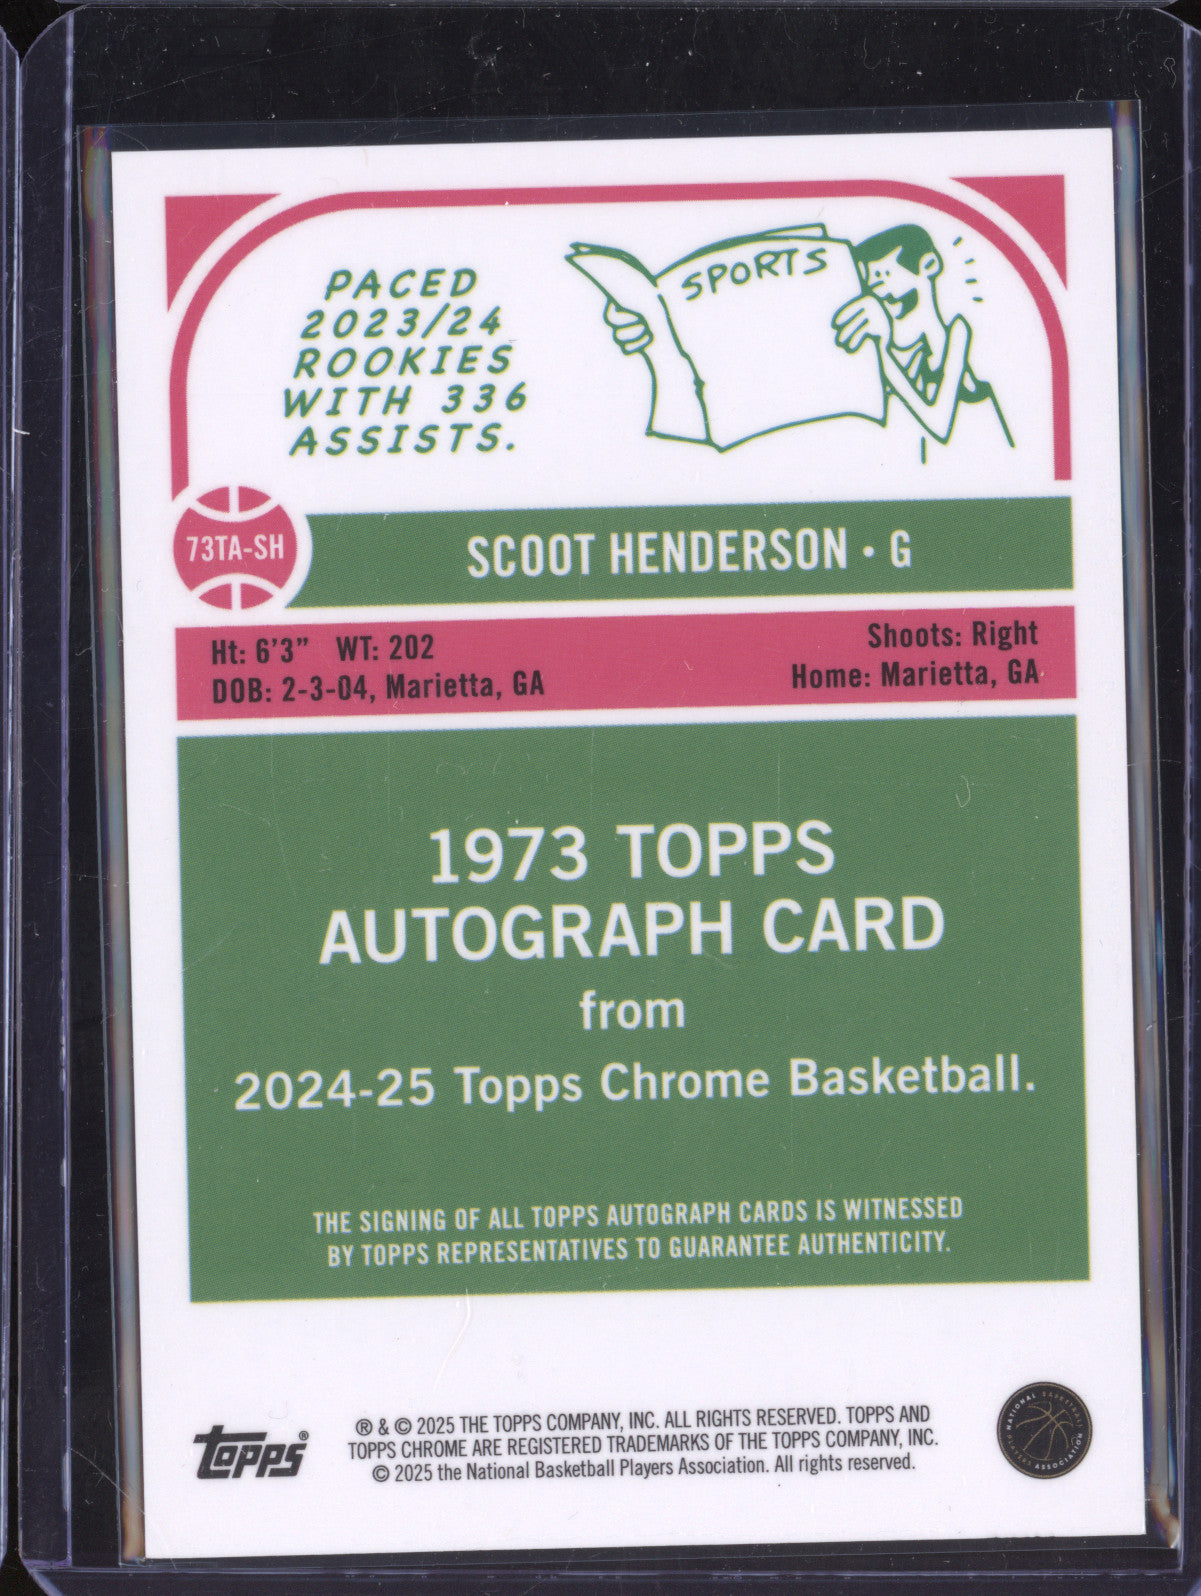 PACED
2023/24
ROOKIES
WITH 336
ASSISTS.
SPORTS
73TA-SH
SCOOT HENDERSON • G
Ht: 6'3" WT: 202
DOB: 2-3-04, Marietta, GA
Shoots: Right
Home: Marietta, GA
1973 TOPPS
AUTOGRAPH CARD
from
2024-25 Topps Chrome Basketball.
THE SIGNING OF ALL TOPPS AUTOGRAPH CARDS IS WITNESSED
BY TOPPS REPRESENTATIVES TO GUARANTEE AUTHENTICITY.
topps®
® & © 2025 THE TOPPS COMPANY, INC. ALL RIGHTS RESERVED. TOPPS AND
TOPPS CHROME ARE REGISTERED TRADEMARKS OF THE TOPPS COMPANY, INC.
© 2025 the National Basketball Players Association. All rights reserved.
NATIONAL BASKETBALL
PLAYERS ASSOCIATION